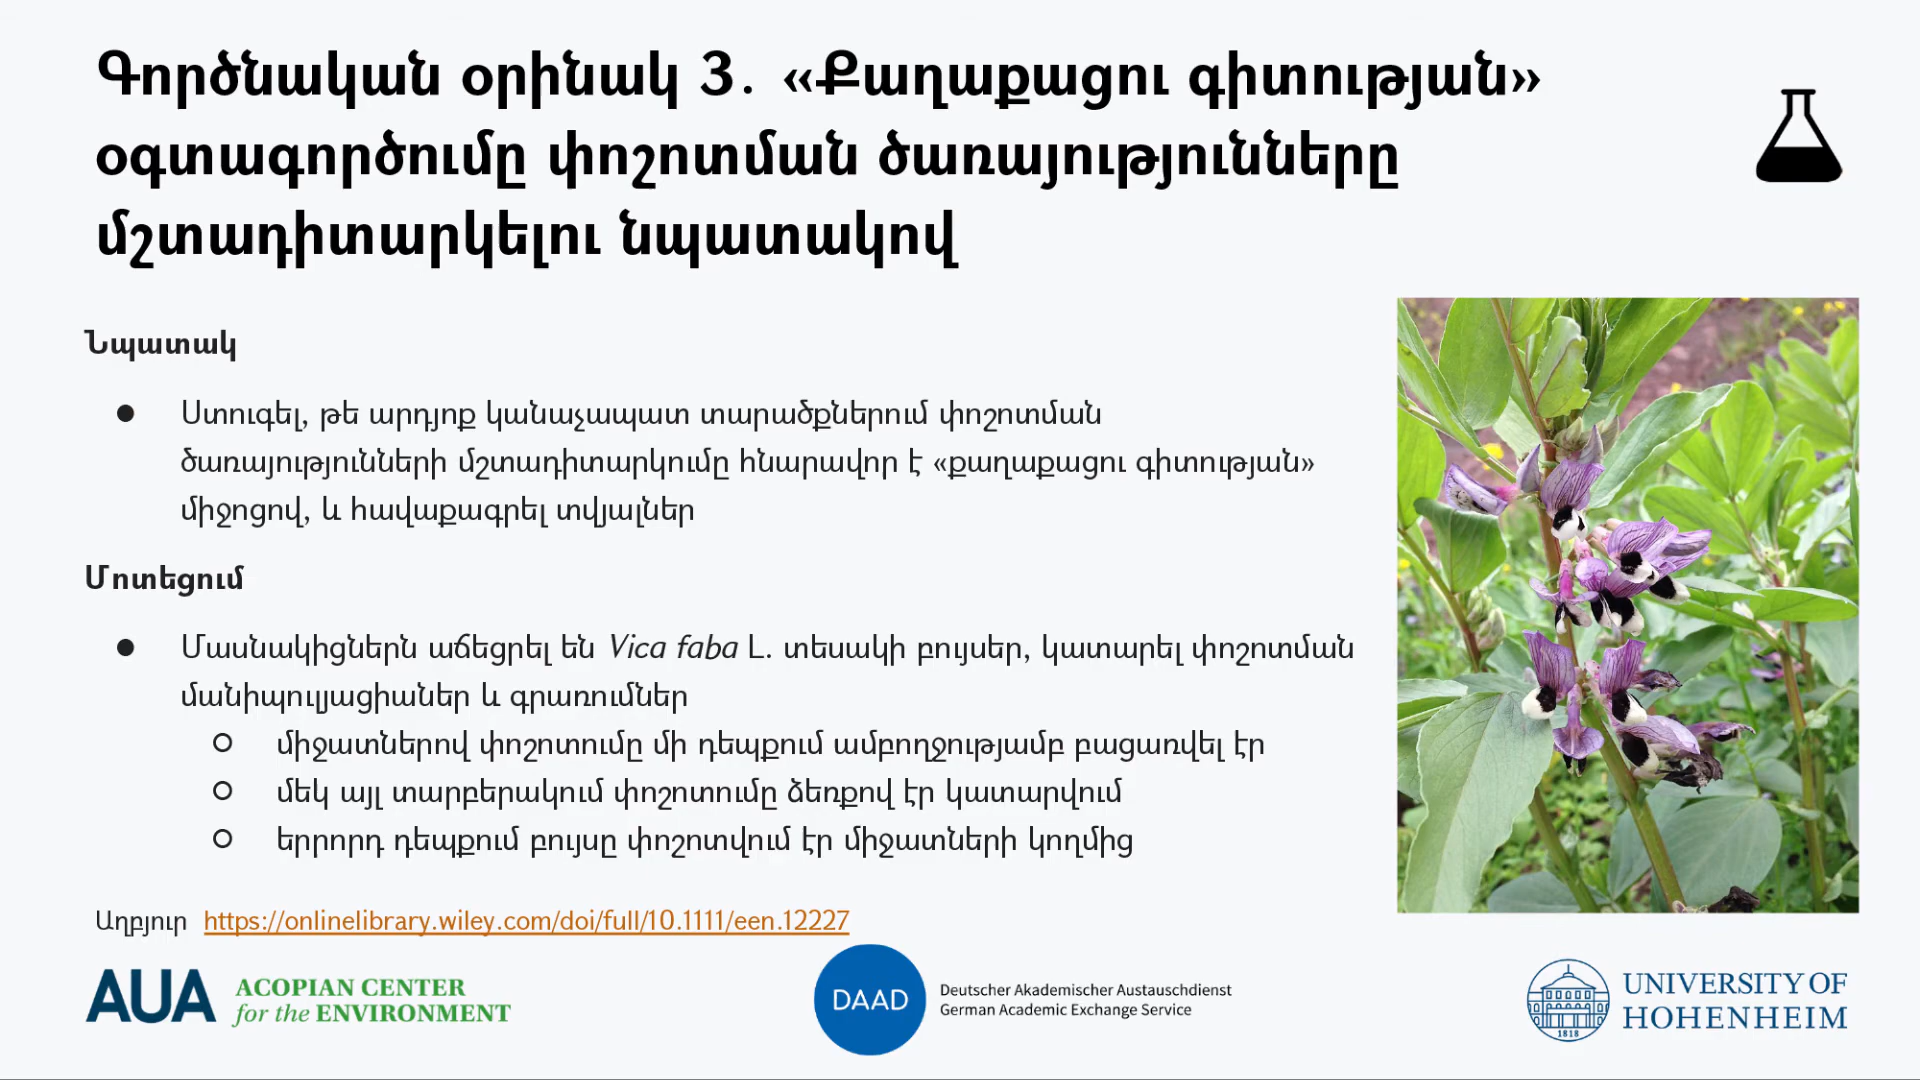 Գործնական օրինակ 3. «Քաղաքացու գիտության»
օգտագործումը փոշոտման ծառայությունները
մշտադիտարկելու նպատակով
Նպատակ
● Ստուգել, թե արդյոք կանաչապատ տարածքներում փոշոտման
ծառայությունների մշտադիտարկումը հնարավոր է «քաղաքացու գիտության»
միջոցով, և հավաքագրել տվյալներ
Մոտեցում
● Մասնակիցներն աճեցրել են Vica faba L. տեսակի բույսեր, կատարել փոշոտման
մանիպուլյացիաներ և գրառումներ
○ միջատներով փոշոտումը մի դեպքում ամբողջությամբ բացառվել էր
○ մեկ այլ տարբերակում փոշոտումը ձեռքով էր կատարվում
○ երրորդ դեպքում բույսը փոշոտվում էր միջատների կողմից
Աղբյուր https://onlinelibrary.wiley.com/doi/full/10.1111/een.12227
AUA ACOPIAN CENTER
for the ENVIRONMENT
DAAD
Deutscher Akademischer Austauschdienst
German Academic Exchange Service
1818
UNIVERSITY OF
HOHENHEIM